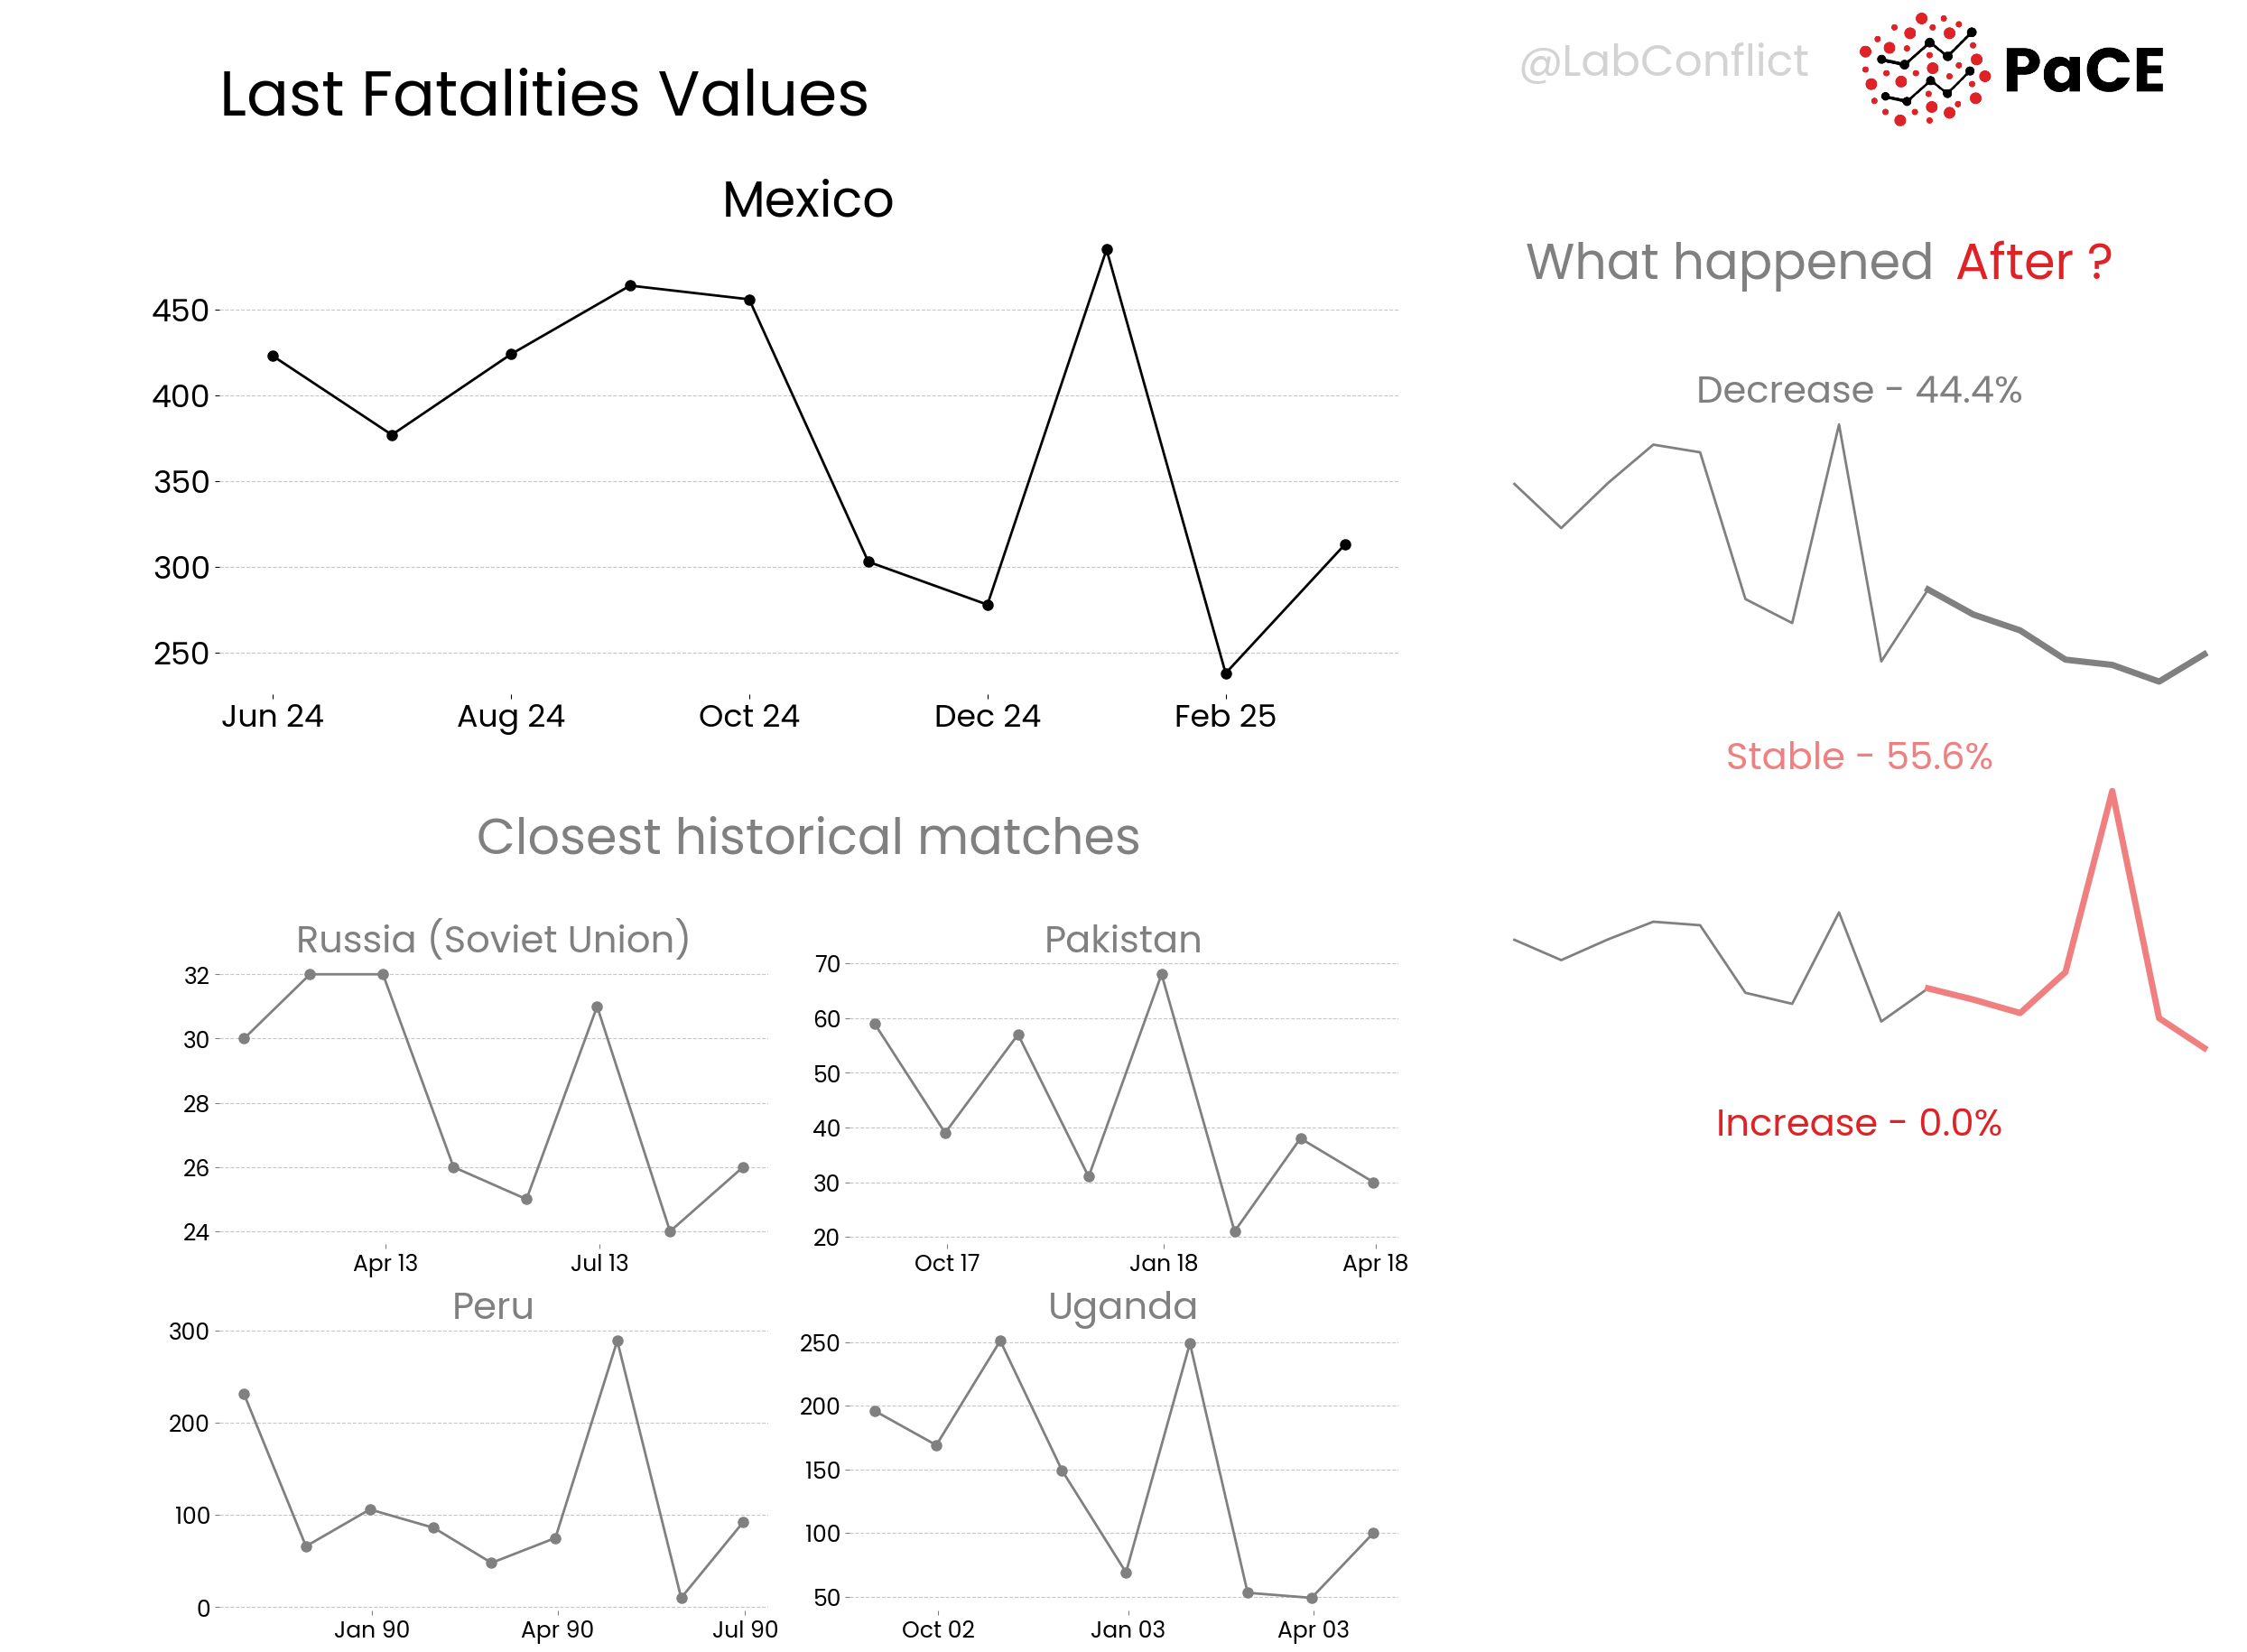 @LabConflict
PaCE
Last Fatalities Values
Mexico
450
400
350
300
250
Jun 24 Aug 24 Oct 24 Dec 24 Feb 25
What happened After ?
Decrease - 44.4%
Stable - 55.6%
Increase - 0.0%
Closest historical matches
Russia (Soviet Union)
32
30
28
26
24
Apr 13 Jul 13
Pakistan
70
60
50
40
30
20
Oct 17 Jan 18 Apr 18
Peru
300
200
100
0
Jan 90 Apr 90 Jul 90
Uganda
250
200
150
100
50
Oct 02 Jan 03 Apr 03